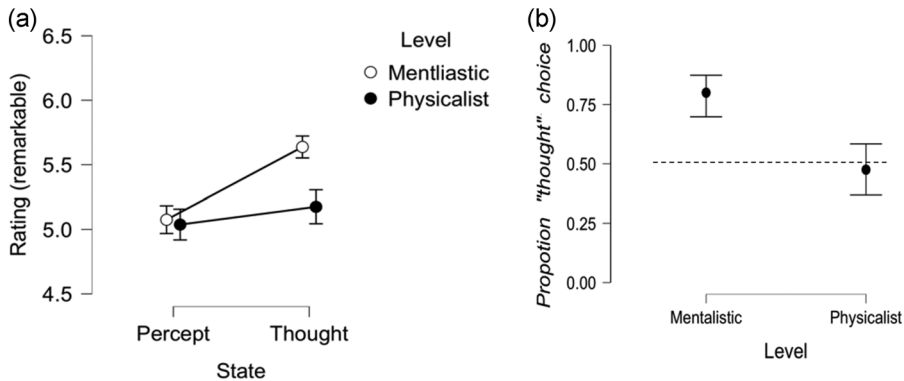 (a)
Rating (remarkable)
6.5
6.0
5.5
5.0
4.5
Level
Mentliastic
Physicalist
Percept
Thought
State
(b)
Propotion "thought" choice
1.00
0.75
0.50
0.25
0.00
Mentalistic
Physicalist
Level